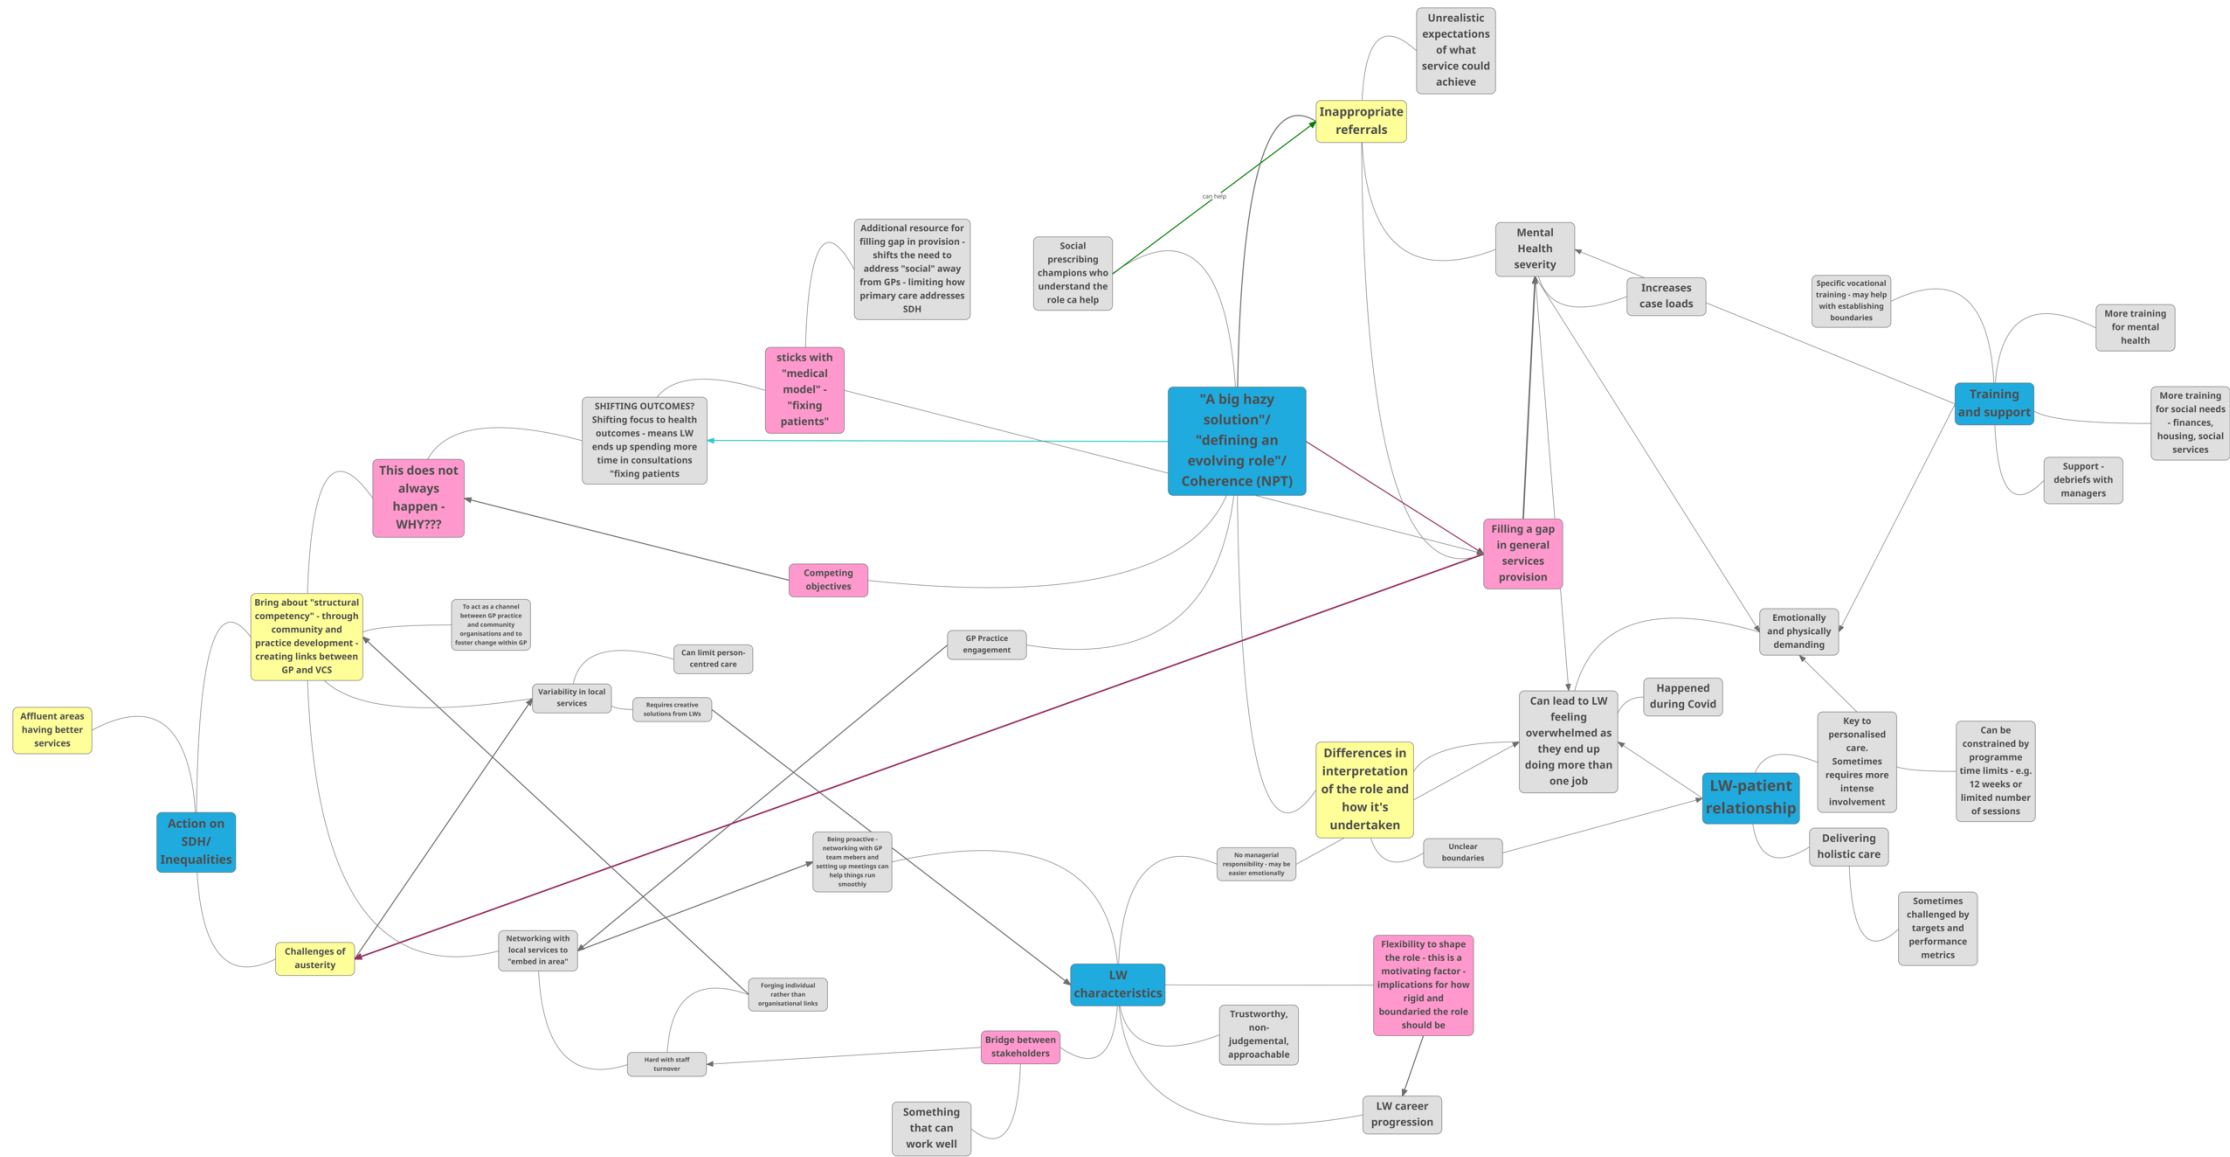 Unrealistic
expectations
of what
service could
achieve
Inappropriate
referrals
can help
Additional resource for
filling gap in provision -
shifts the need to
address "social" away
from GPs - limiting how
primary care addresses
SDH
Social
prescribing
champions who
understand the
role ca help
Mental
Health
severity
Increases
case loads
Specific vocational
training - may help
with establishing
boundaries
More training
for mental
health
sticks with
"medical
model" -
"fixing
patients"
SHIFTING OUTCOMES?
Shifting focus to health
outcomes - means LW
ends up spending more
time in consultations
"fixing patients
"A big hazy
solution"/
"defining an
evolving role"/
Coherence (NPT)
Training
and support
More training
for social needs
- finances,
housing, social
services
Support -
debriefs with
managers
This does not
always
happen -
WHY???
Filling a gap
in general
services
provision
Competing
objectives
Bring about "structural
competency" - through
community and
practice development -
creating links between
GP and VCS
To act as a channel
between GP practice
and community
organisations and to
foster change within GP
GP Practice
engagement
Emotionally
and physically
demanding
Can limit person-
centred care
Variability in local
services
Requires creative
solutions from LWs
Happened
during Covid
Can lead to LW
feeling
overwhelmed as
they end up
doing more than
one job
Affluent areas
having better
services
Key to
personalised
care.
Sometimes
requires more
intense
involvement
Can be
constrained by
programme
time limits - e.g.
12 weeks or
limited number
of sessions
Differences in
interpretation
of the role and
how it's
undertaken
LW-patient
relationship
Action on
SDH/
Inequalities
Being proactive -
networking with GP
team mebers and
setting up meetings can
help things run
smoothly
No managerial
responsibility - may be
easier emotionally
Unclear
boundaries
Delivering
holistic care
Sometimes
challenged by
targets and
performance
metrics
Challenges of
austerity
Networking with
local services to
"embed in area"
Forging individual
rather than
organisational links
LW
characteristics
Flexibility to shape
the role - this is a
motivating factor -
implications for how
rigid and
boundaried the role
should be
Trustworthy,
non-
judgemental,
approachable
Bridge between
stakeholders
Hard with staff
turnover
Something
that can
work well
LW career
progression